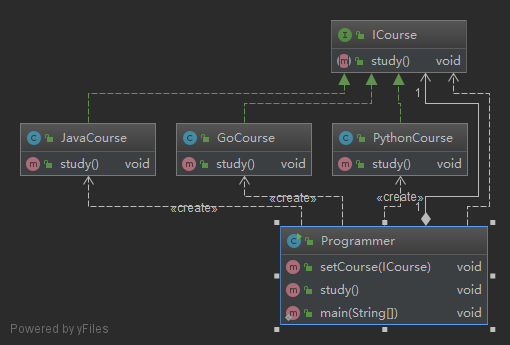 ICourse
study() void
1
JavaCourse
study() void
GoCourse
study() void
PythonCourse
study() void
«create»
«create»
«create»
1
Programmer
setCourse(ICourse) void
study() void
main(String[]) void
Powered by yFiles